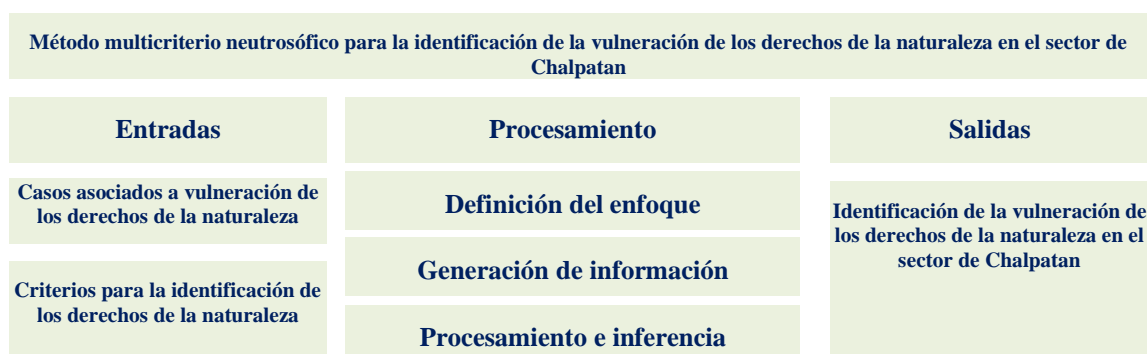 Método multicriterio neutrosófico para la identificación de la vulneración de los derechos de la naturaleza en el sector de
Chalpatan
Entradas
Procesamiento
Salidas
Casos asociados a vulneración de
los derechos de la naturaleza
Criterios para la identificación de
los derechos de la naturaleza
Definición del enfoque
Generación de información
Procesamiento e inferencia
Identificación de la vulneración de
los derechos de la naturaleza en el
sector de Chalpatan